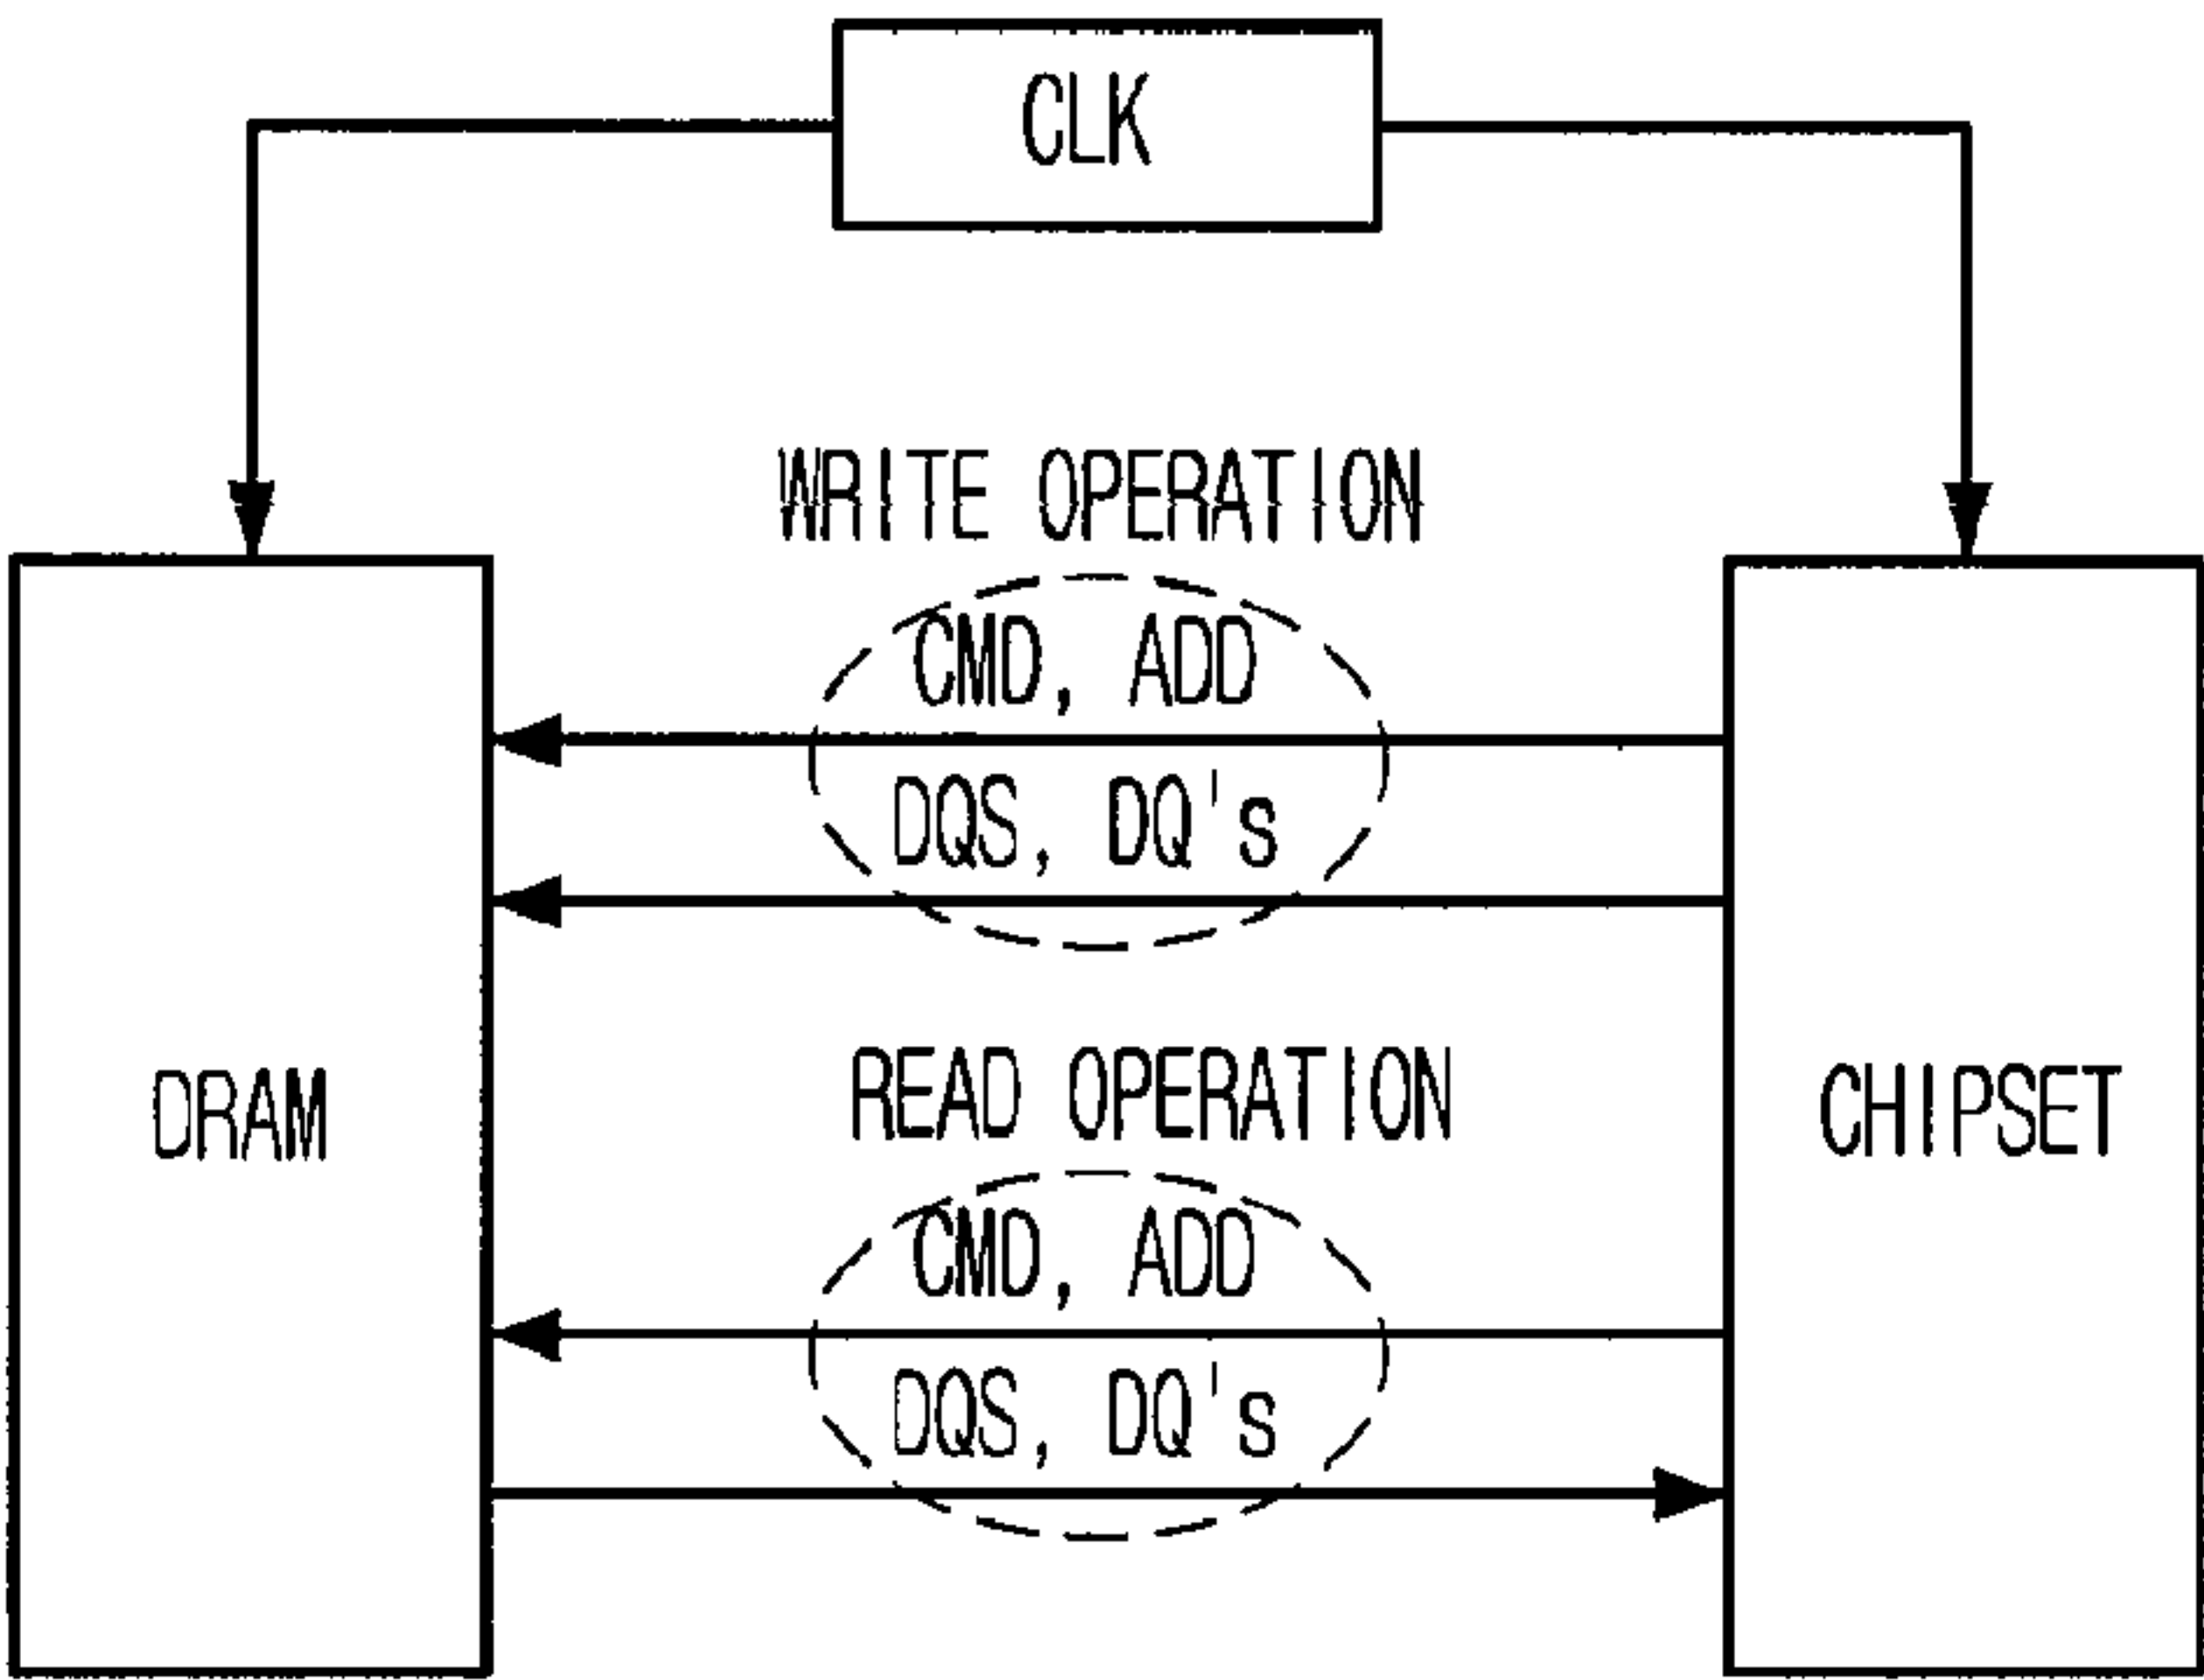 CLK
WRITE OPERATION
CMD, ADD
DQS, DQ's
DRAM
READ OPERATION
CHIPSET
CMD, ADD
DQS, DQ's